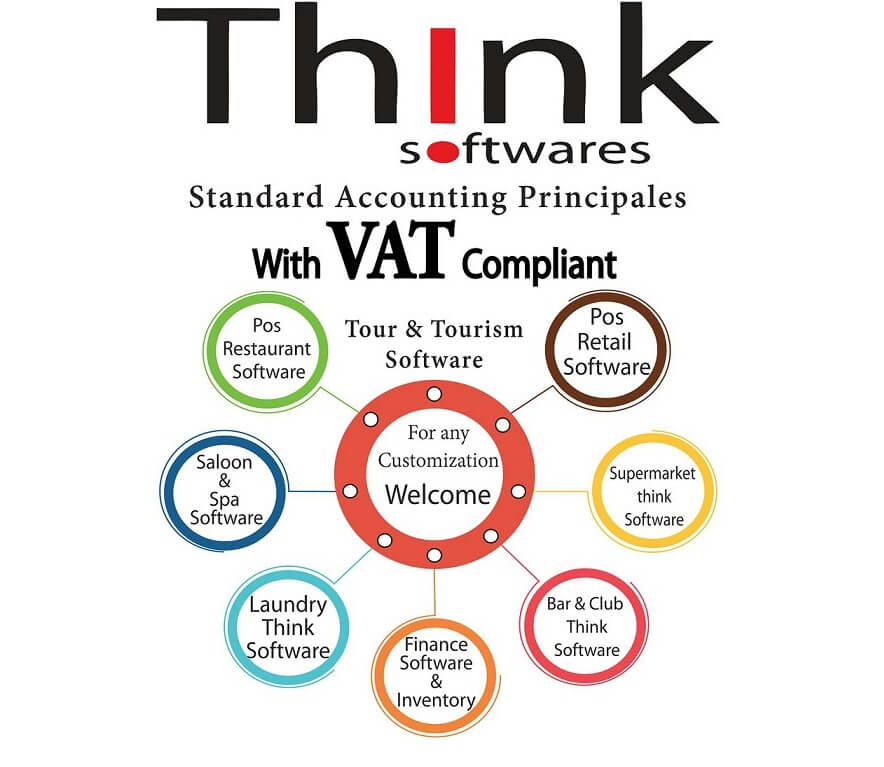 Think
softwares
Standard Accounting Principales
With VAT Compliant
Tour & Tourism
Software
Pos
Restaurant
Software
Pos
Retail
Software
For any
Customization
Welcome
Saloon
&
Spa
Software
Supermarket
think
Software
Laundry
Think
Software
Finance
Software
&
Inventory
Bar & Club
Think
Software